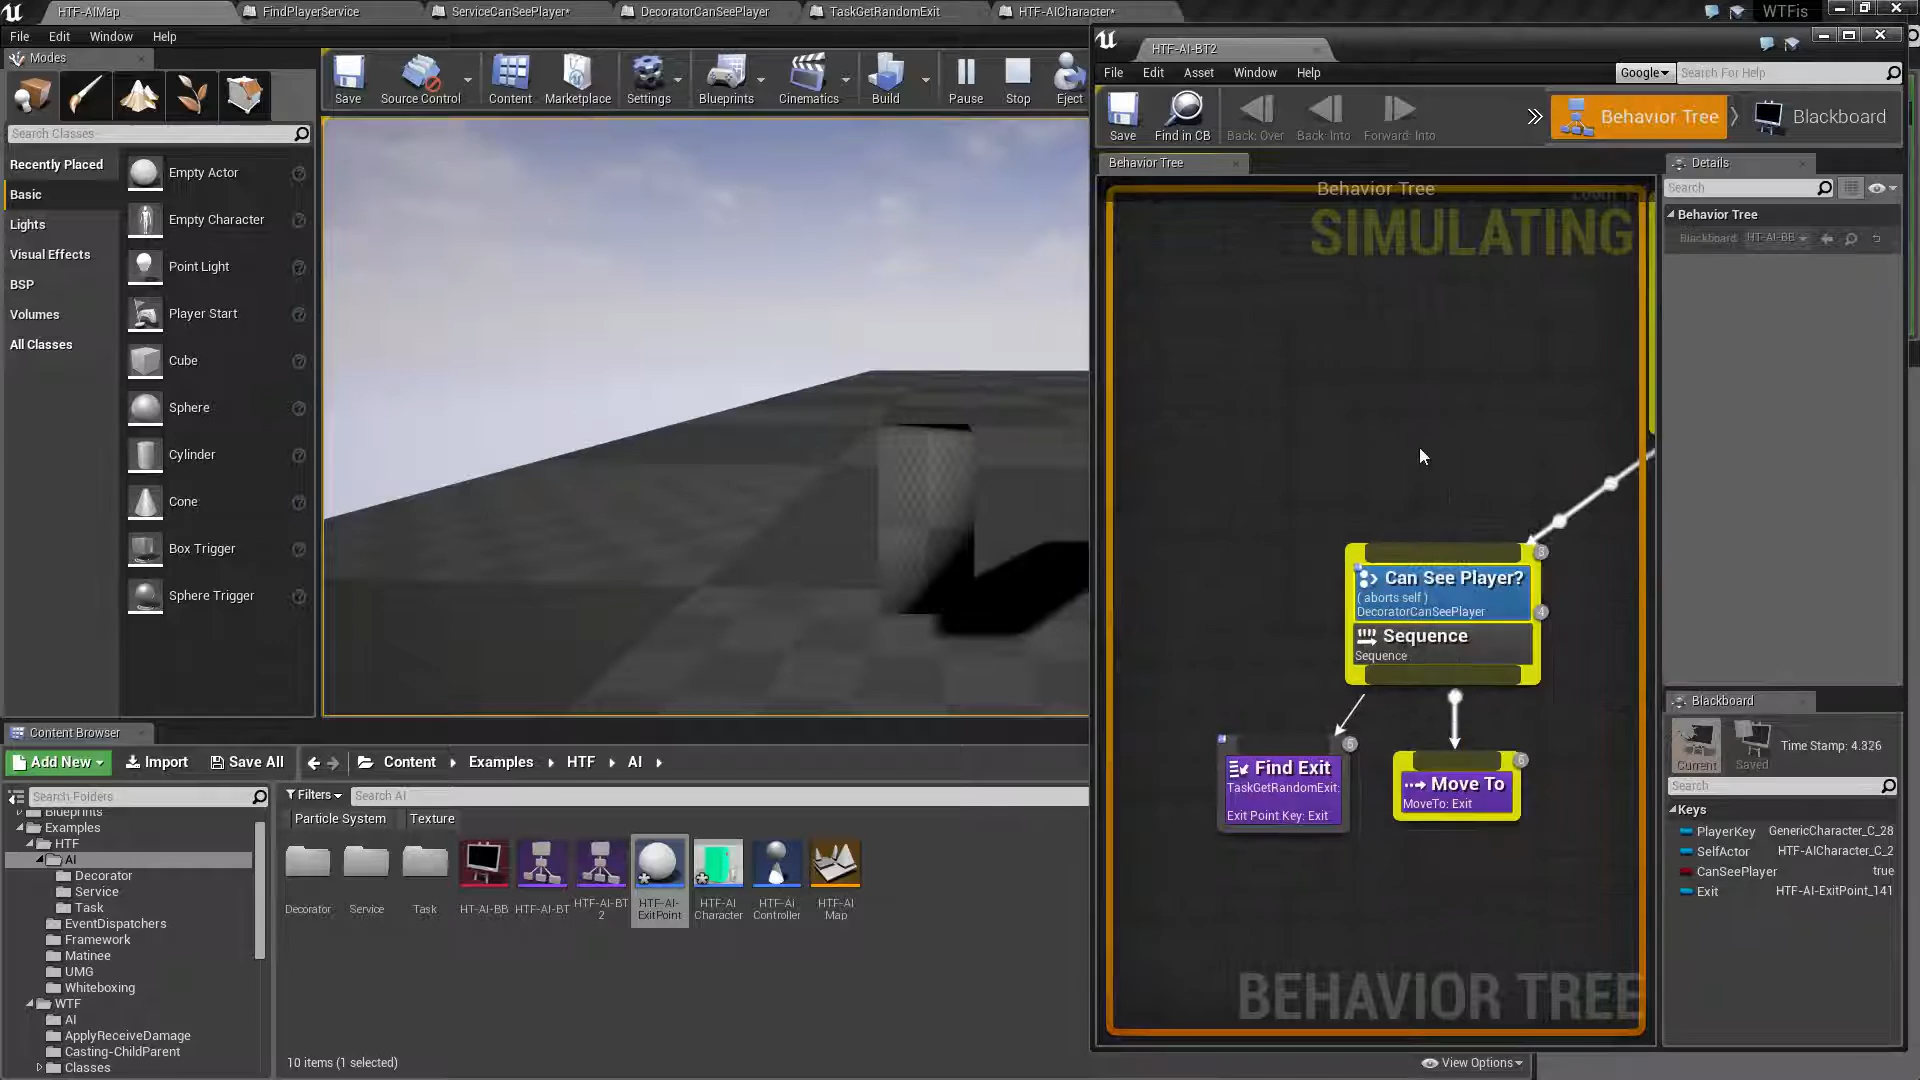 HTF-AIMap
FindPlayerService
ServiceCanSeePlayer*
DecoratorCanSeePlayer
TaskGetRandomExit
HTF-AICharacter*
WTFis
File Edit Window Help
Modes
Search Classes
Recently Placed
Basic
Lights
Visual Effects
BSP
Volumes
All Classes
Empty Actor
Empty Character
Point Light
Player Start
Cube
Sphere
Cylinder
Cone
Box Trigger
Sphere Trigger
Save
Source Control
Content
Marketplace
Settings
Blueprints
Cinematics
Build
Pause
Stop
Eject
HTF-AI-BT2
File Edit Asset Window Help
Google
Search For Help
Save
Find in CB
Back: Over
Back: Into
Forward: Into
Behavior Tree
Blackboard
Behavior Tree
Behavior Tree
SIMULATING
Can See Player?
( aborts self )
DecoratorCanSeePlayer
Sequence
Sequence
3
4
Find Exit
TaskGetRandomExit:
Exit Point Key: Exit
5
Move To
MoveTo: Exit
6
BEHAVIOR TREE
Details
Search
Behavior Tree
Blackboard HT-AI-BB
Blackboard
Current
Saved
Time Stamp: 4.326
Search
Keys
PlayerKey GenericCharacter_C_28
SelfActor HTF-AICharacter_C_2
CanSeePlayer true
Exit HTF-AI-ExitPoint_141
Content Browser
Add New
Import
Save All
Content Examples HTF AI
Search Folders
Blueprints
Examples
HTF
AI
Decorator
Service
Task
EventDispatchers
Framework
Matinee
UMG
Whiteboxing
WTF
AI
ApplyReceiveDamage
Casting-ChildParent
Classes
Filters
Search AI
Particle System
Texture
Decorator
Service
Task
HT-AI-BB
HTF-AI-BT
HTF-AI-BT
2
HTF-AI-
ExitPoint
HTF-AI
Character
HTF-Ai
Controller
HTF-AI
Map
10 items (1 selected)
View Options